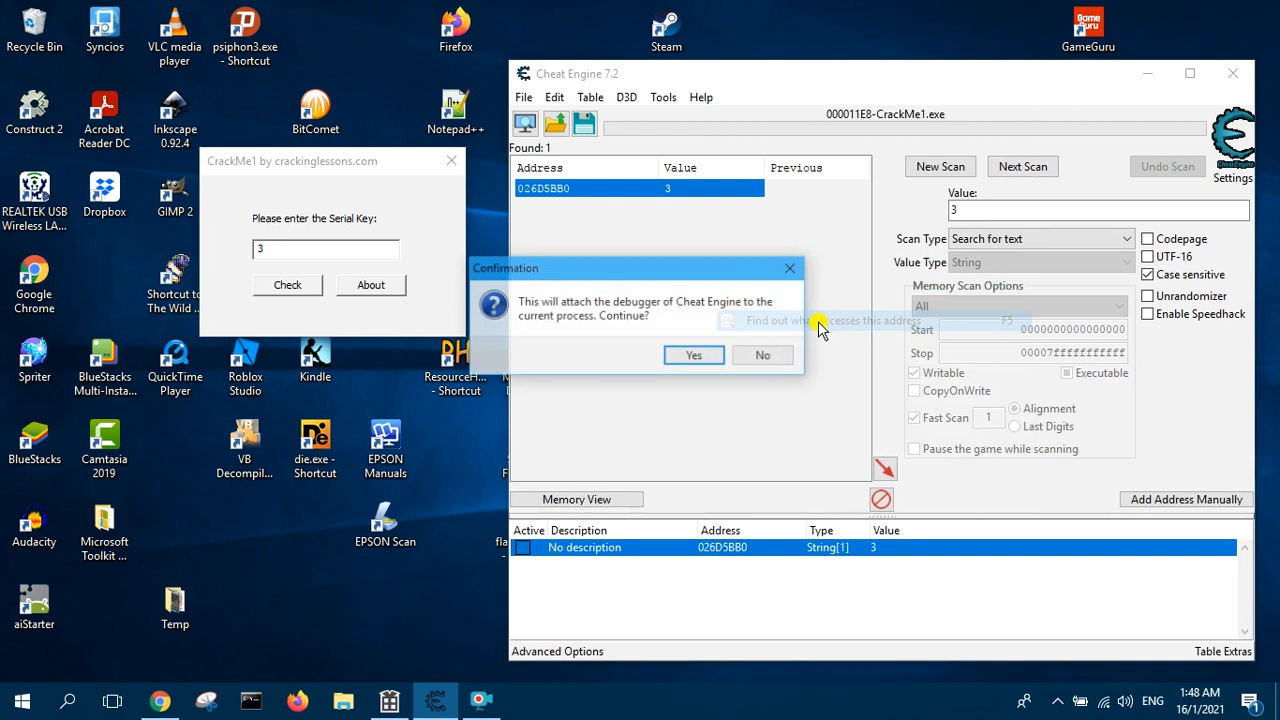 Recycle Bin
Syncios
VLC media
player
psiphon3.exe
- Shortcut
Firefox
Steam
GameGuru
Construct 2
Acrobat
Reader DC
Inkscape
0.92.4
BitComet
Notepad++
REALTEK USB
Wireless LA...
Dropbox
GIMP 2
Google
Chrome
Shortcut to
The Wild ...
Spriter
BlueStacks
Multi-Insta...
QuickTime
Player
Roblox
Studio
Kindle
ResourceH...
- Shortcut
BlueStacks
Camtasia
2019
VB
Decompil...
die.exe -
Shortcut
EPSON
Manuals
Audacity
Microsoft
Toolkit ...
EPSON Scan
aiStarter
Temp
CrackMe1 by crackinglessons.com
Please enter the Serial Key:
3
Check
About
Cheat Engine 7.2
File Edit Table D3D Tools Help
000011E8-CrackMe1.exe
Found: 1
Address Value Previous
026D5BB0 3
New Scan Next Scan Undo Scan
Settings
Value:
3
Scan Type Search for text
Value Type String
Codepage
UTF-16
Case sensitive
Unrandomizer
Enable Speedhack
Memory Scan Options
All
Start 0000000000000000
Stop 00007fffffffffff
Writable Executable
CopyOnWrite
Fast Scan 1 Alignment
Last Digits
Pause the game while scanning
Memory View
Add Address Manually
Confirmation
This will attach the debugger of Cheat Engine to the
current process. Continue?
Find out what accesses this address F5
Yes No
Active Description Address Type Value
No description 026D5BB0 String[1] 3
Advanced Options Table Extras
ENG
1:48 AM
16/1/2021
1